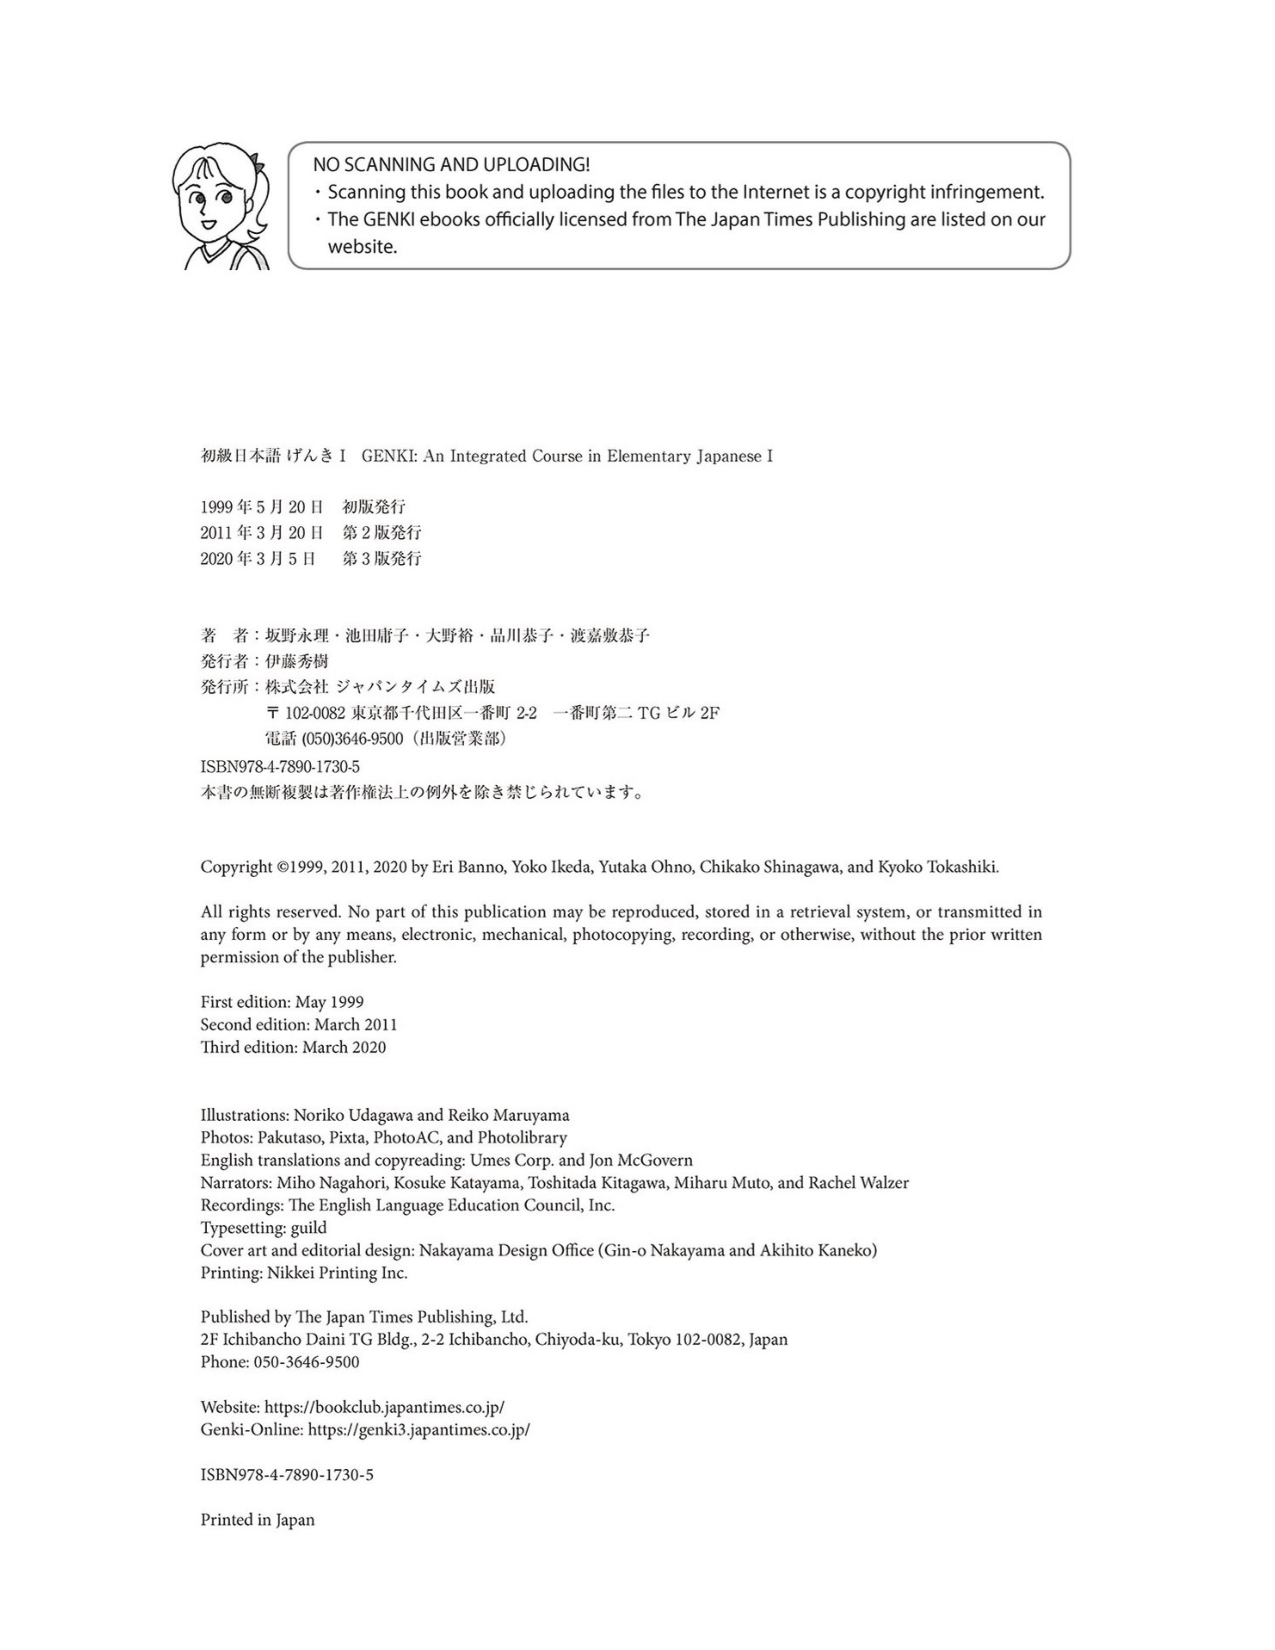 NO SCANNING AND UPLOADING!
・Scanning this book and uploading the files to the Internet is a copyright infringement.
・The GENKI ebooks officially licensed from The Japan Times Publishing are listed on our
website.
初級日本語 げんき I　GENKI: An Integrated Course in Elementary Japanese I
1999 年 5 月 20 日　初版発行
2011 年 3 月 20 日　第 2 版発行
2020 年 3 月 5 日　第 3 版発行
著　者：坂野永理・池田庸子・大野裕・品川恭子・渡嘉敷恭子
発行者：伊藤秀樹
発行所：株式会社 ジャパンタイムズ出版
〒 102-0082 東京都千代田区一番町 2-2　一番町第二 TG ビル 2F
電話 (050)3646-9500（出版営業部）
ISBN978-4-7890-1730-5
本書の無断複製は著作権法上の例外を除き禁じられています。
Copyright ©1999, 2011, 2020 by Eri Banno, Yoko Ikeda, Yutaka Ohno, Chikako Shinagawa, and Kyoko Tokashiki.
All rights reserved. No part of this publication may be reproduced, stored in a retrieval system, or transmitted in
any form or by any means, electronic, mechanical, photocopying, recording, or otherwise, without the prior written
permission of the publisher.
First edition: May 1999
Second edition: March 2011
Third edition: March 2020
Illustrations: Noriko Udagawa and Reiko Maruyama
Photos: Pakutaso, Pixta, PhotoAC, and Photolibrary
English translations and copyreading: Umes Corp. and Jon McGovern
Narrators: Miho Nagahori, Kosuke Katayama, Toshitada Kitagawa, Miharu Muto, and Rachel Walzer
Recordings: The English Language Education Council, Inc.
Typesetting: guild
Cover art and editorial design: Nakayama Design Office (Gin-o Nakayama and Akihito Kaneko)
Printing: Nikkei Printing Inc.
Published by The Japan Times Publishing, Ltd.
2F Ichibancho Daini TG Bldg., 2-2 Ichibancho, Chiyoda-ku, Tokyo 102-0082, Japan
Phone: 050-3646-9500
Website: https://bookclub.japantimes.co.jp/
Genki-Online: https://genki3.japantimes.co.jp/
ISBN978-4-7890-1730-5
Printed in Japan